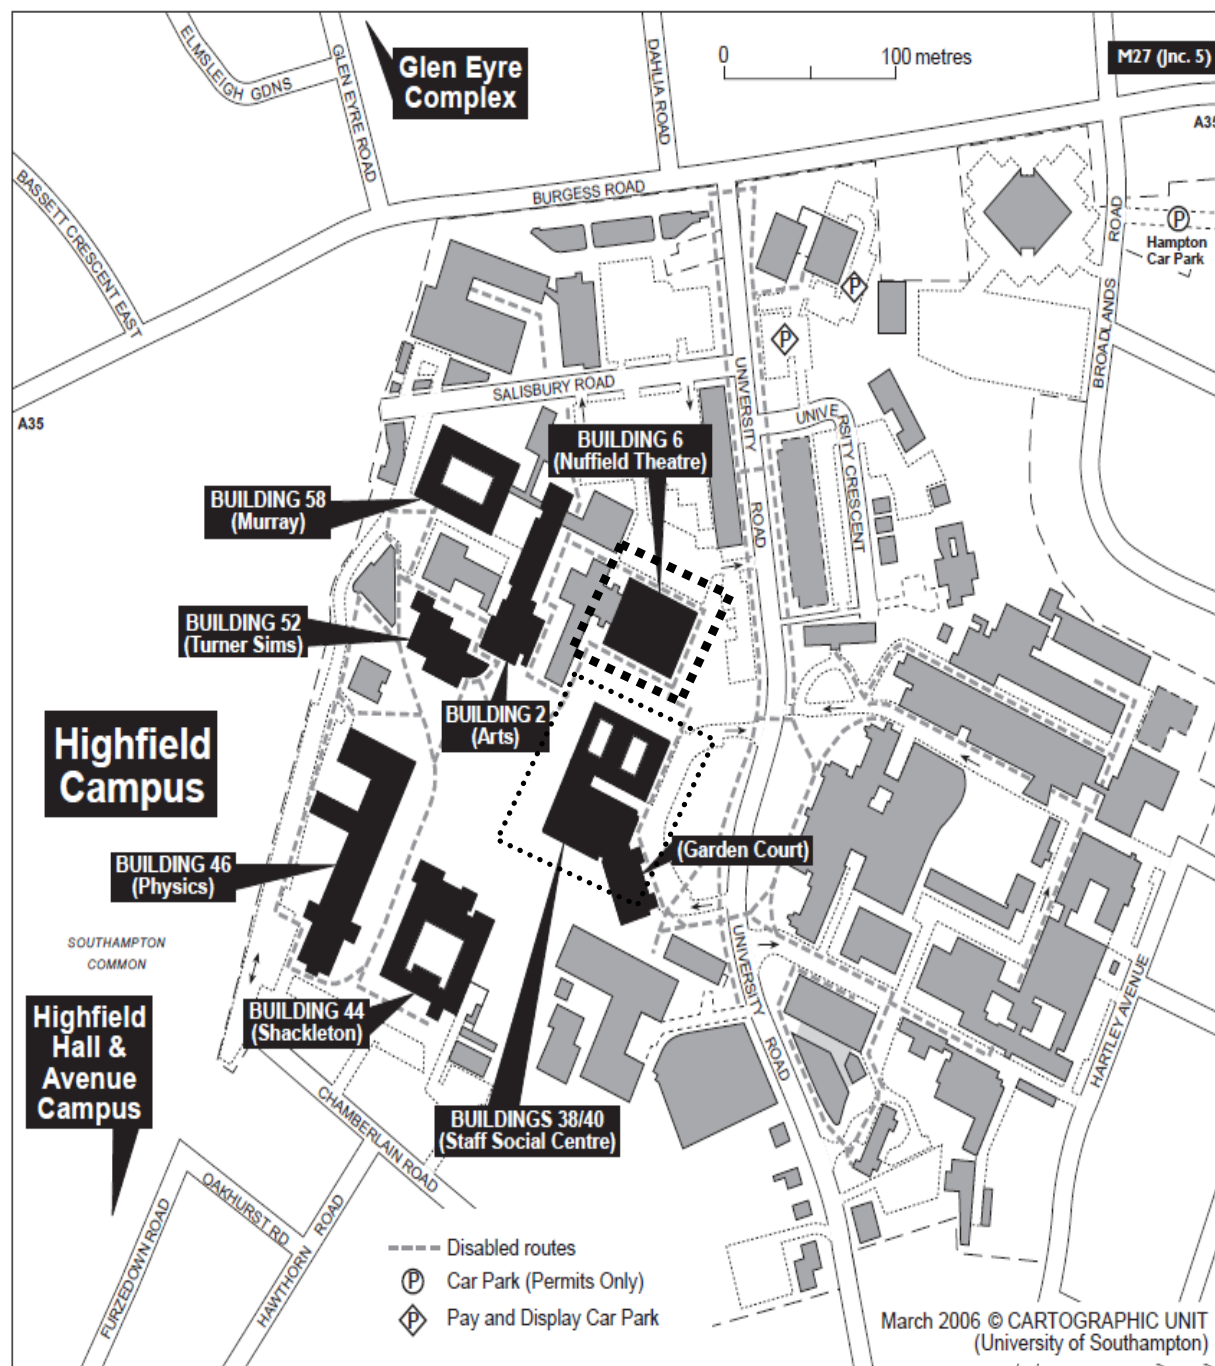 Glen Eyre
Complex
0
100 metres
M27 (Jnc. 5)
A35
ELMSLEIGH GDNS
GLEN EYRE ROAD
DAHLIA ROAD
BASSETT CRESCENT EAST
BURGESS ROAD
BROADLANDS ROAD
P
Hampton
Car Park
P
P
A35
SALISBURY ROAD
UNIVERSITY ROAD
UNIVERSITY CRESCENT
BUILDING 6
(Nuffield Theatre)
BUILDING 58
(Murray)
BUILDING 52
(Turner Sims)
BUILDING 2
(Arts)
Highfield
Campus
BUILDING 46
(Physics)
(Garden Court)
SOUTHAMPTON
COMMON
UNIVERSITY ROAD
HARTLEY AVENUE
Highfield
Hall &
Avenue
Campus
BUILDING 44
(Shackleton)
BUILDINGS 38/40
(Staff Social Centre)
CHAMBERLAIN ROAD
OAKHURST RD
FURZEDOWN ROAD
HAWTHORN ROAD
Disabled routes
P Car Park (Permits Only)
P Pay and Display Car Park
March 2006 © CARTOGRAPHIC UNIT
(University of Southampton)